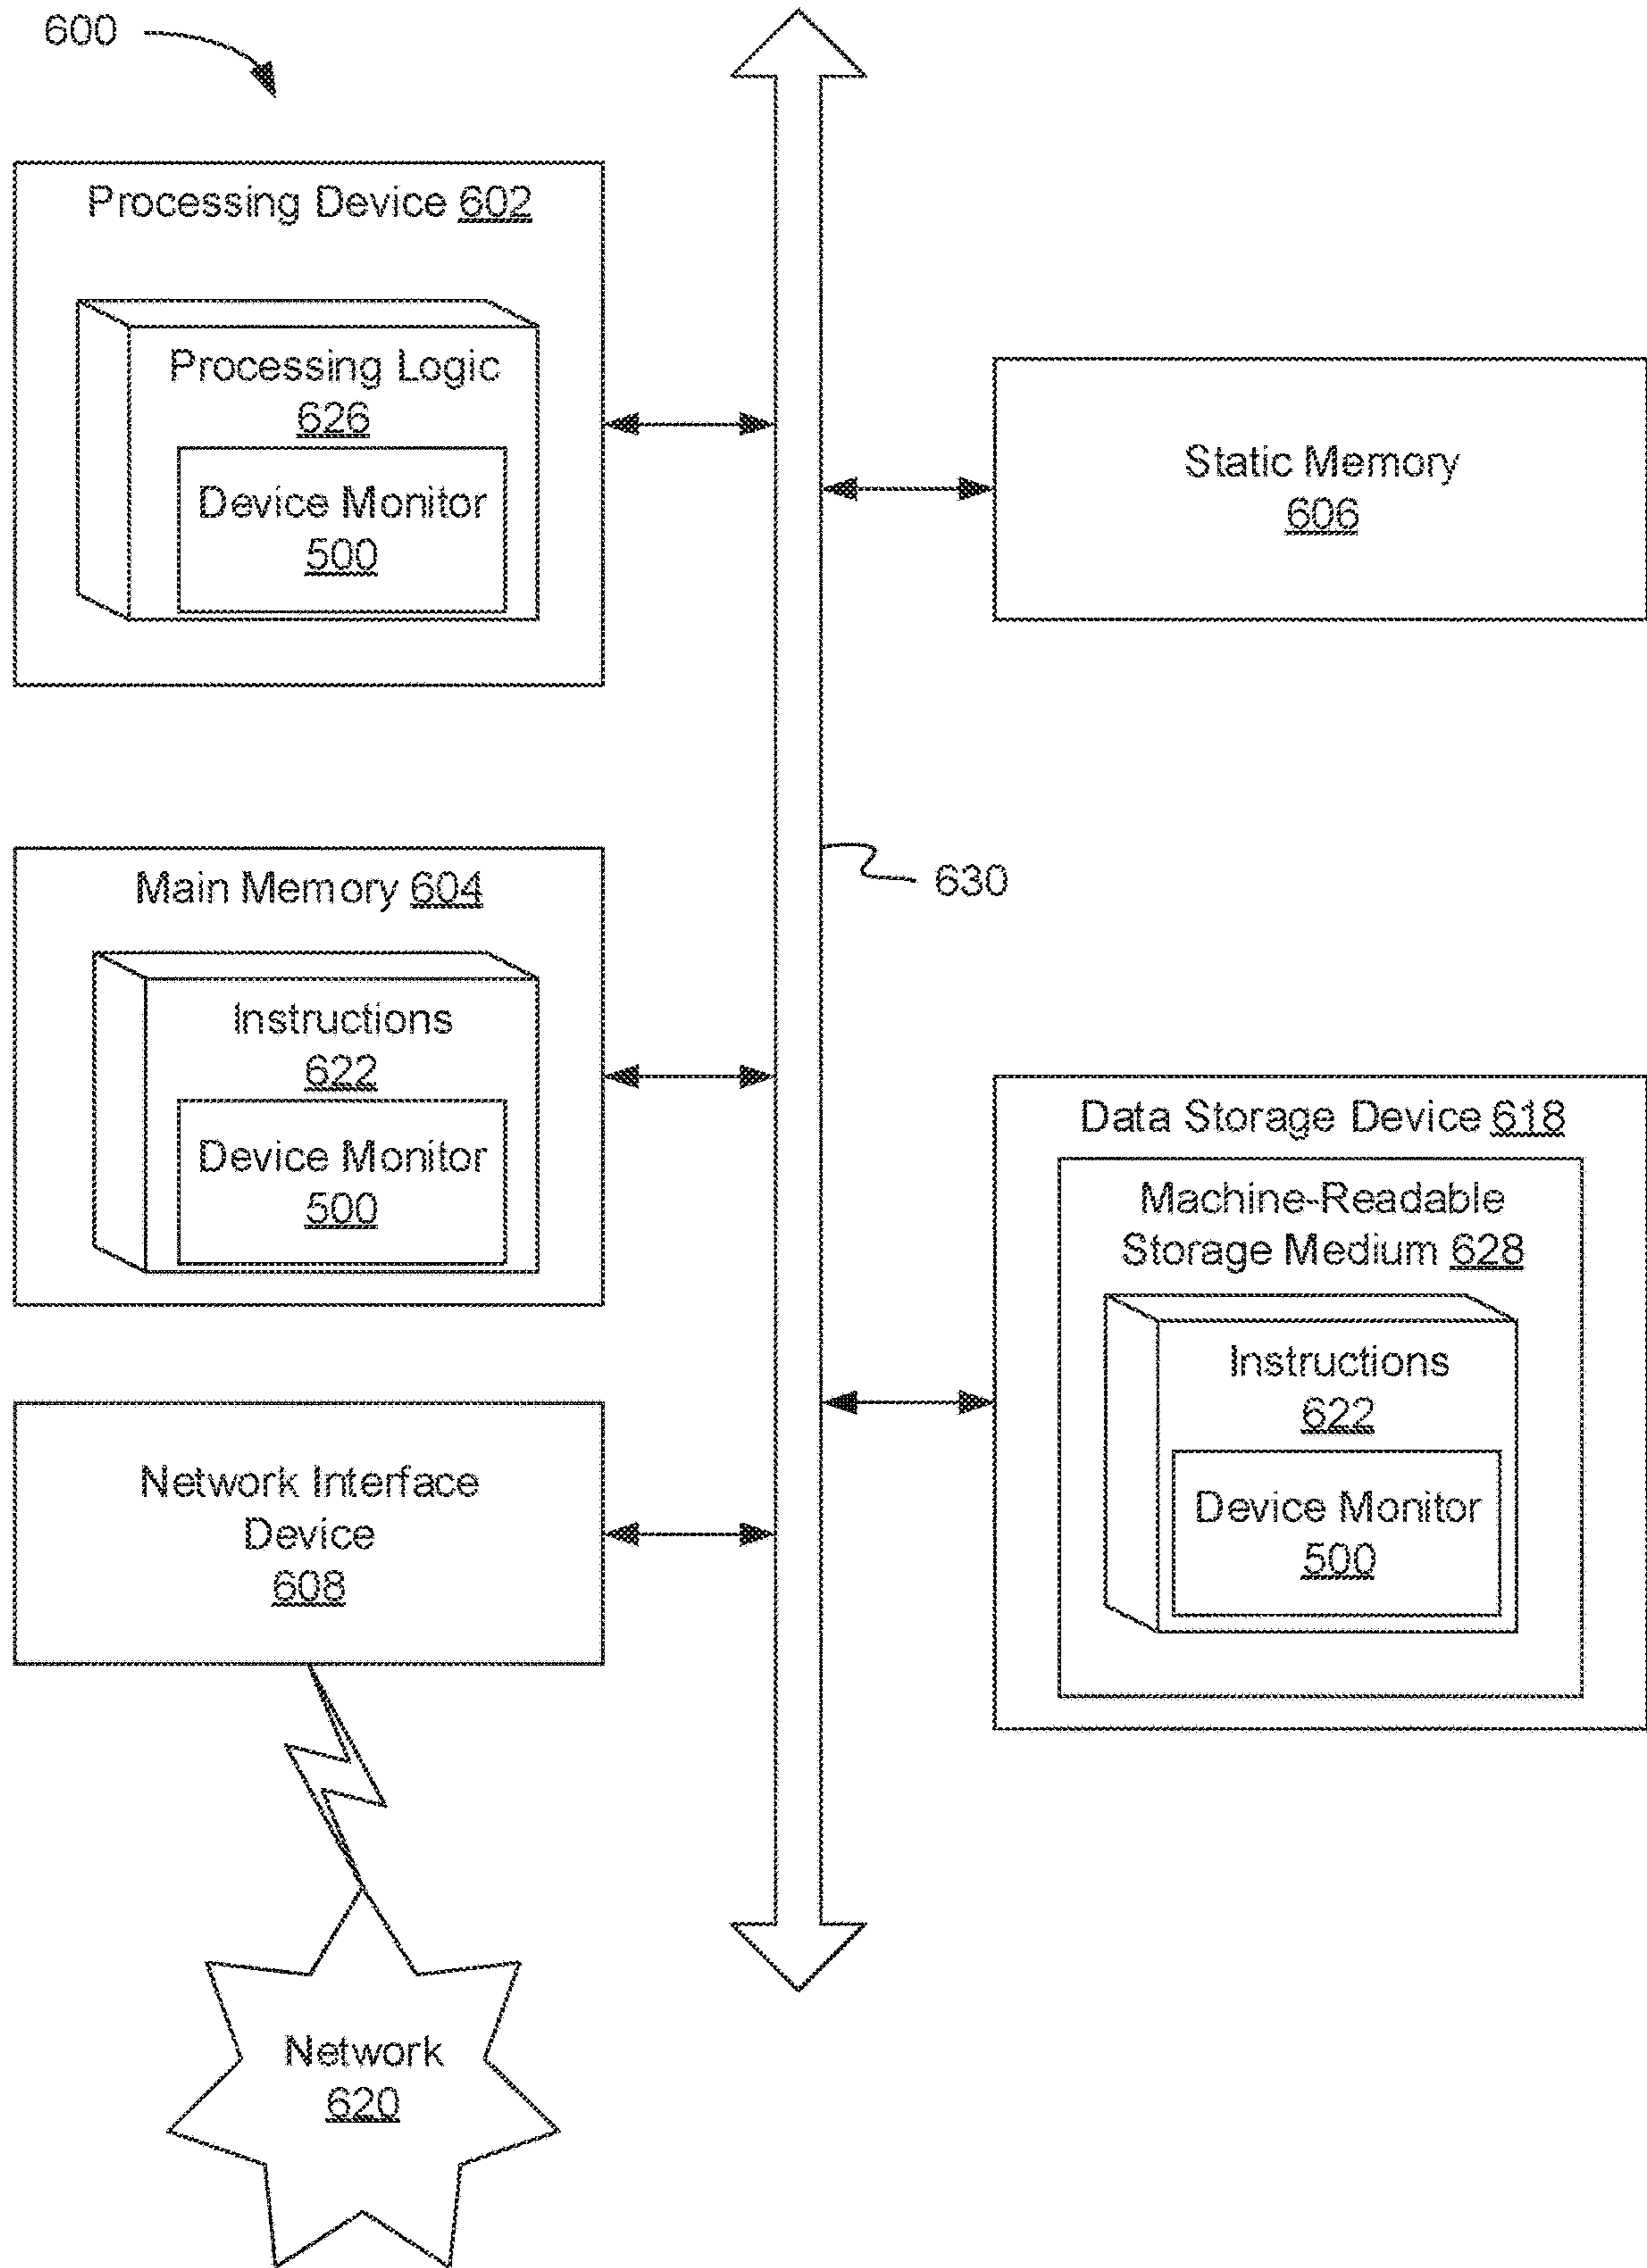 600
Processing Device 602
Processing Logic
626
Device Monitor
500
Static Memory
606
630
Main Memory 604
Instructions
622
Device Monitor
500
Data Storage Device 618
Machine-Readable
Storage Medium 628
Instructions
622
Device Monitor
500
Network Interface
Device
608
Network
620